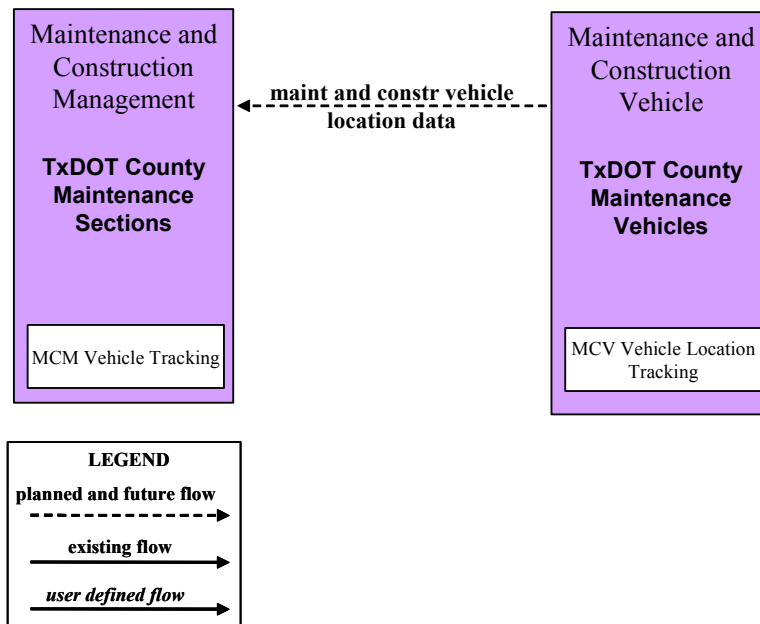 Maintenance and
Construction
Management
TxDOT County
Maintenance
Sections
MCM Vehicle Tracking
maint and constr vehicle
location data
Maintenance and
Construction
Vehicle
TxDOT County
Maintenance
Vehicles
MCV Vehicle Location
Tracking
LEGEND
planned and future flow
existing flow
user defined flow